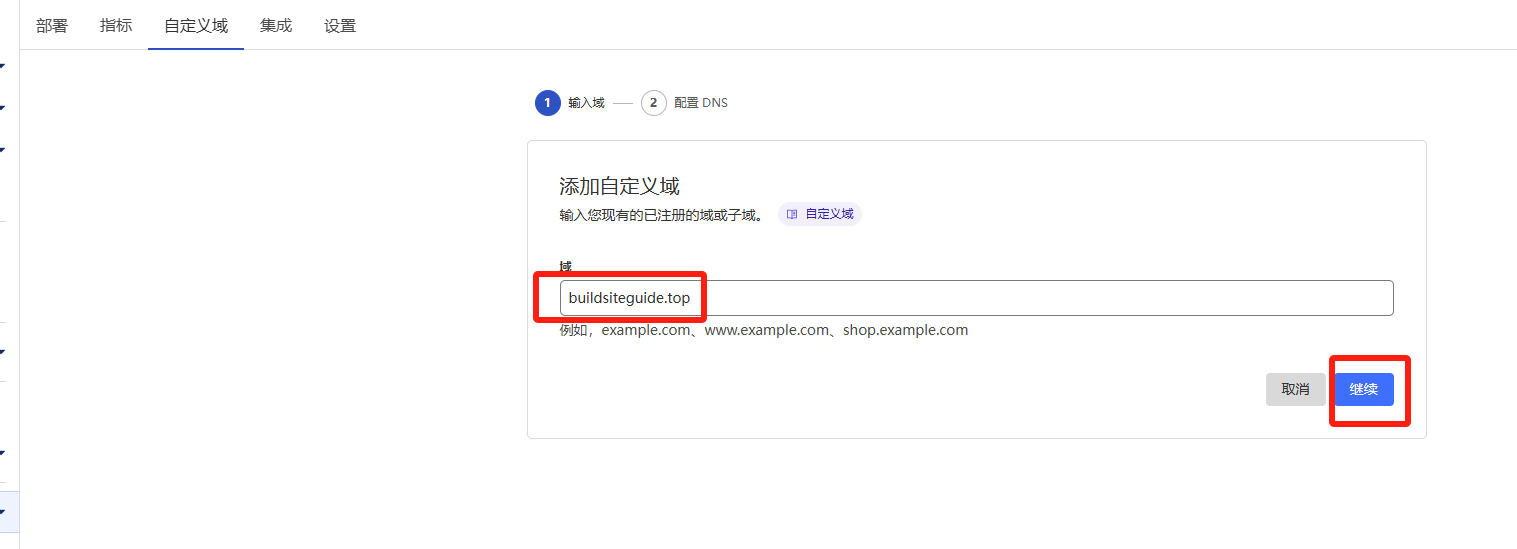 部署 指标 自定义域 集成 设置
1 输入域 2 配置 DNS
添加自定义域
输入您现有的已注册的域或子域。 自定义域
域
buildsiteguide.top
例如，example.com、www.example.com、shop.example.com
取消 继续